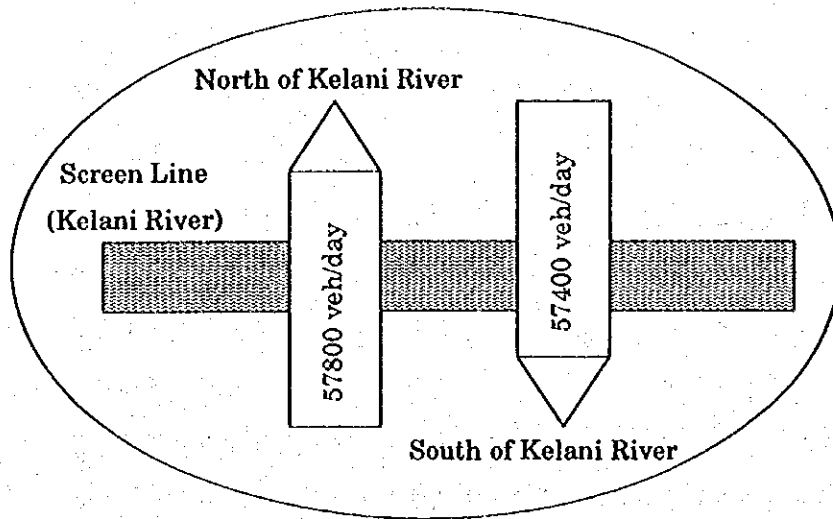 North of Kelani River
Screen Line
(Kelani River)
57800 veh/day
57400 veh/day
South of Kelani River